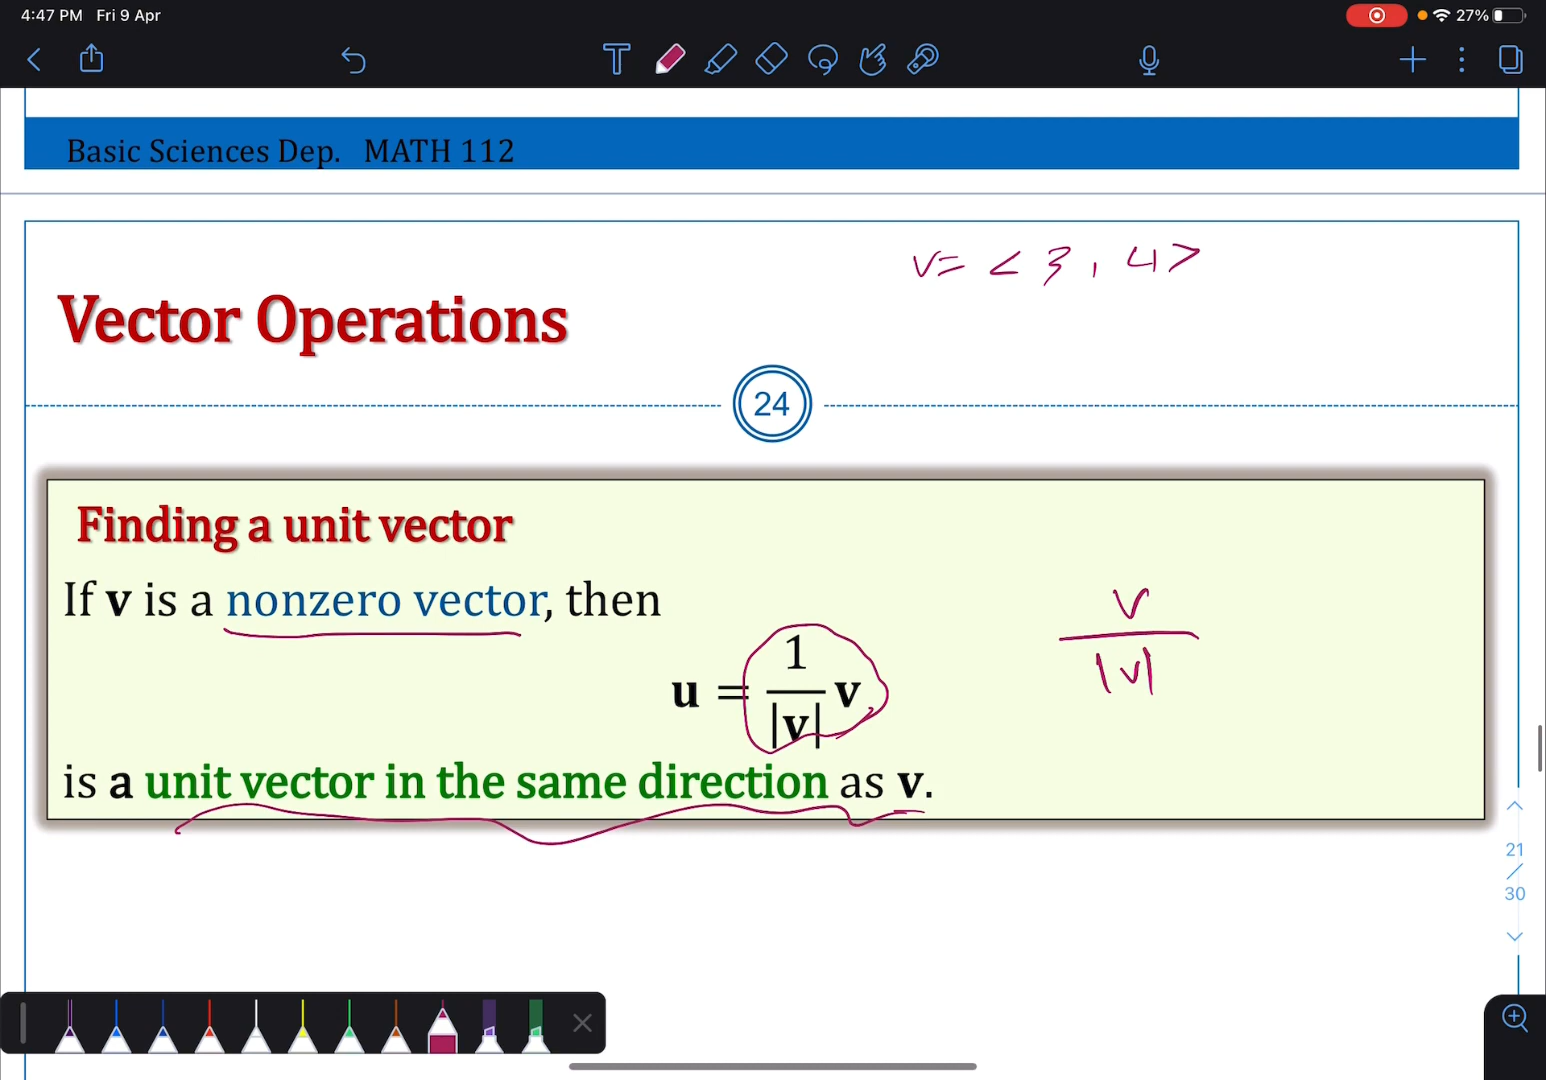 4:47 PM Fri 9 Apr
27%
Basic Sciences Dep. MATH 112
v= < 3 , 4 >
Vector Operations
24
Finding a unit vector
If v is a nonzero vector, then
u = 1/|v| v
v/|v|
is a unit vector in the same direction as v.
21
/
30